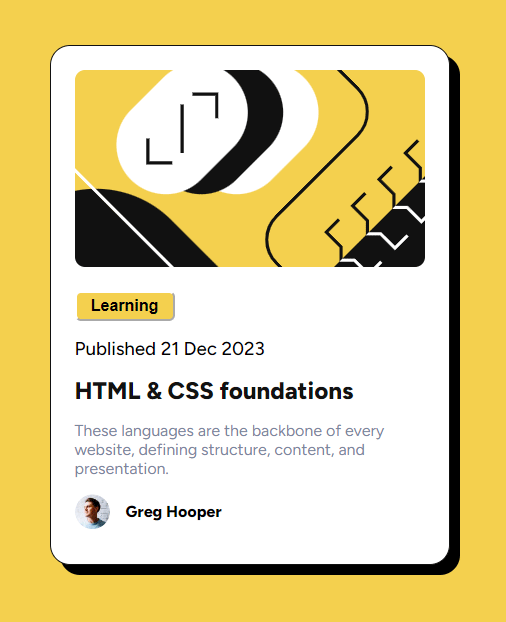 Learning
Published 21 Dec 2023
HTML & CSS foundations
These languages are the backbone of every
website, defining structure, content, and
presentation.
Greg Hooper